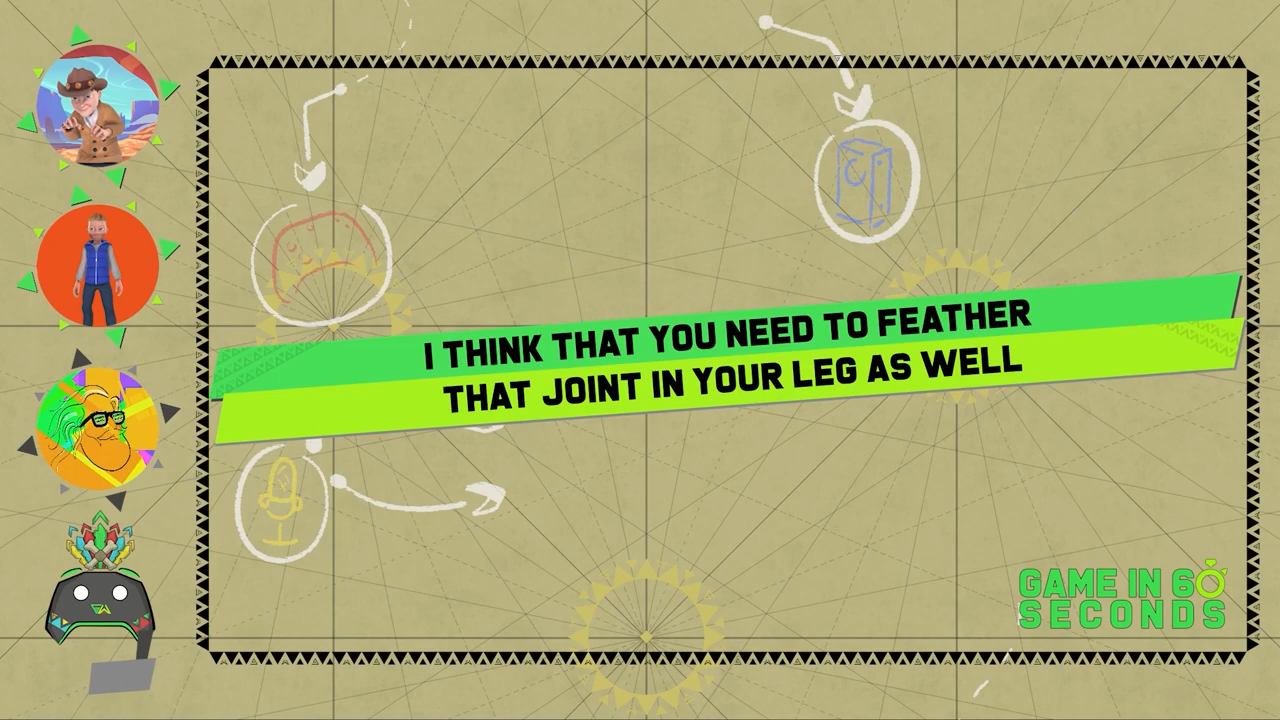 I THINK THAT YOU NEED TO FEATHER
THAT JOINT IN YOUR LEG AS WELL
GAME IN 60
SECONDS